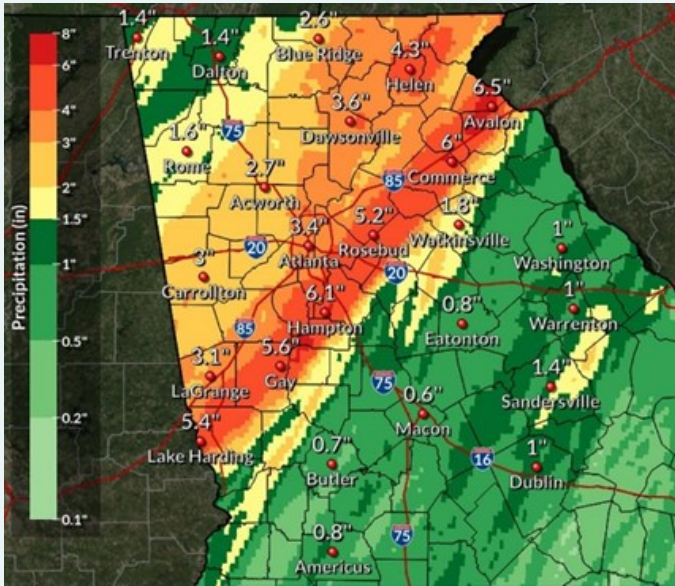 Precipitation (in)
8"
6"
4"
3"
2"
1.5"
1"
0.5"
0.2"
0.1"
1.4"
Trenton
1.4"
Dalton
2.6"
Blue Ridge
4.3"
Helen
6.5"
Avalon
3.6"
Dawsonville
75
1.6"
Rome
6"
Commerce
2.7"
Acworth
85
1.8"
Watkinsville
5.2"
Rosebud
3.4"
Atlanta
20
1"
Washington
3"
Carrollton
20
6.1"
Hampton
1"
Warrenton
0.8"
Eatonton
85
3.1"
LaGrange
5.6"
Gay
75
1.4"
Sandersville
0.6"
Macon
5.4"
Lake Harding
16
0.7"
Butler
1"
Dublin
75
0.8"
Americus